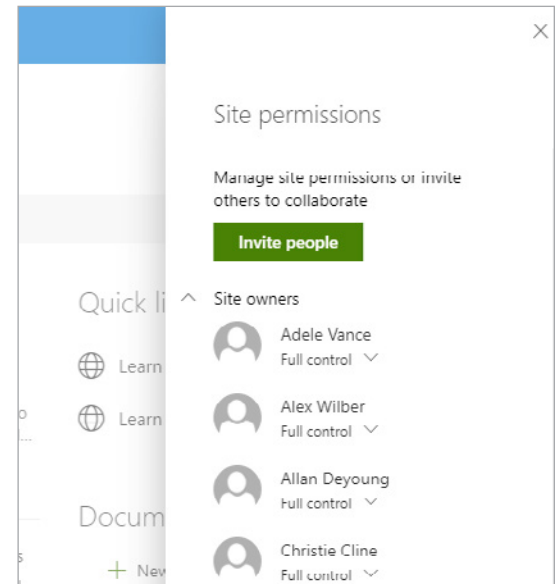 Site permissions
Manage site permissions or invite
others to collaborate
Invite people
Quick li
Site owners
Adele Vance
Full control
Learn
Alex Wilber
Full control
Learn
Allan Deyoung
Full control
Docum
Christie Cline
Full control
New